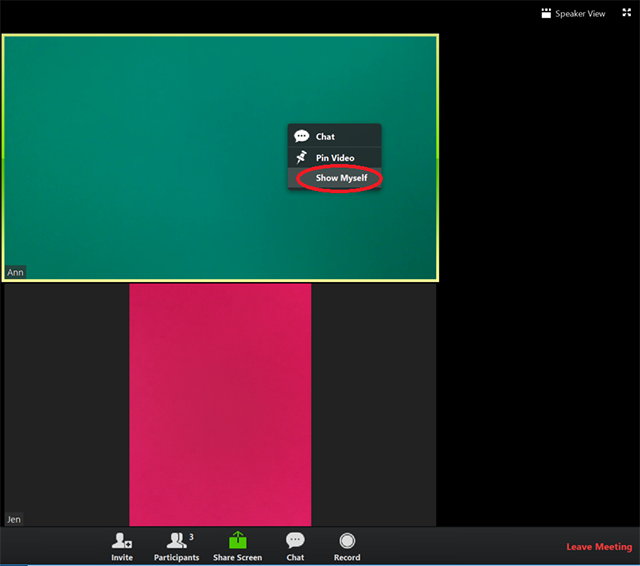 Speaker View
Chat
Pin Video
Show Myself
Ann
Jen
3
Invite
Participants
Share Screen
Chat
Record
Leave Meeting